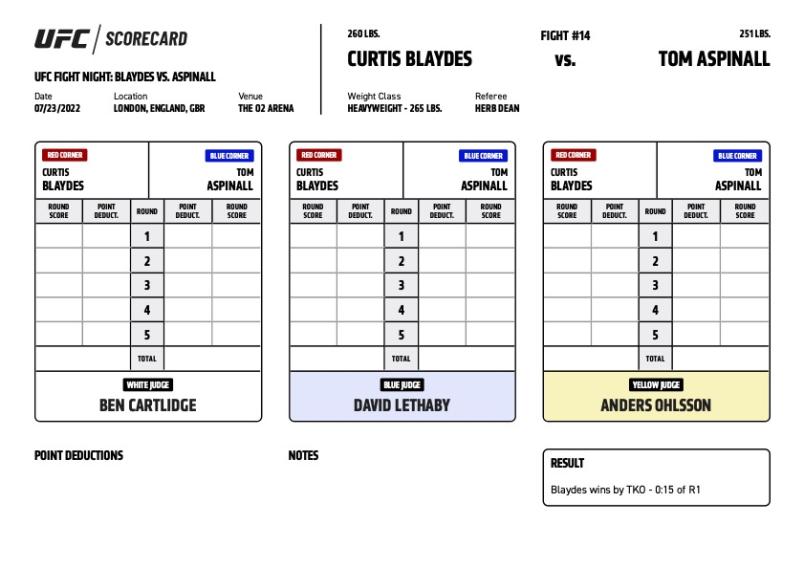 UFC / SCORECARD
UFC FIGHT NIGHT: BLAYDES VS. ASPINALL
Date Location Venue
07/23/2022 LONDON, ENGLAND, GBR THE O2 ARENA
260 LBS. FIGHT #14 251 LBS.
CURTIS BLAYDES VS. TOM ASPINALL
Weight Class Referee
HEAVYWEIGHT - 265 LBS. HERB DEAN
RED CORNER BLUE CORNER
CURTIS TOM
BLAYDES ASPINALL
ROUND POINT ROUND POINT ROUND
SCORE DEDUCT. DEDUCT. SCORE
1
2
3
4
5
TOTAL
WHITE JUDGE
BEN CARTLIDGE
RED CORNER BLUE CORNER
CURTIS TOM
BLAYDES ASPINALL
ROUND POINT ROUND POINT ROUND
SCORE DEDUCT. DEDUCT. SCORE
1
2
3
4
5
TOTAL
BLUE JUDGE
DAVID LETHABY
RED CORNER BLUE CORNER
CURTIS TOM
BLAYDES ASPINALL
ROUND POINT ROUND POINT ROUND
SCORE DEDUCT. DEDUCT. SCORE
1
2
3
4
5
TOTAL
YELLOW JUDGE
ANDERS OHLSSON
POINT DEDUCTIONS
NOTES
RESULT
Blaydes wins by TKO - 0:15 of R1